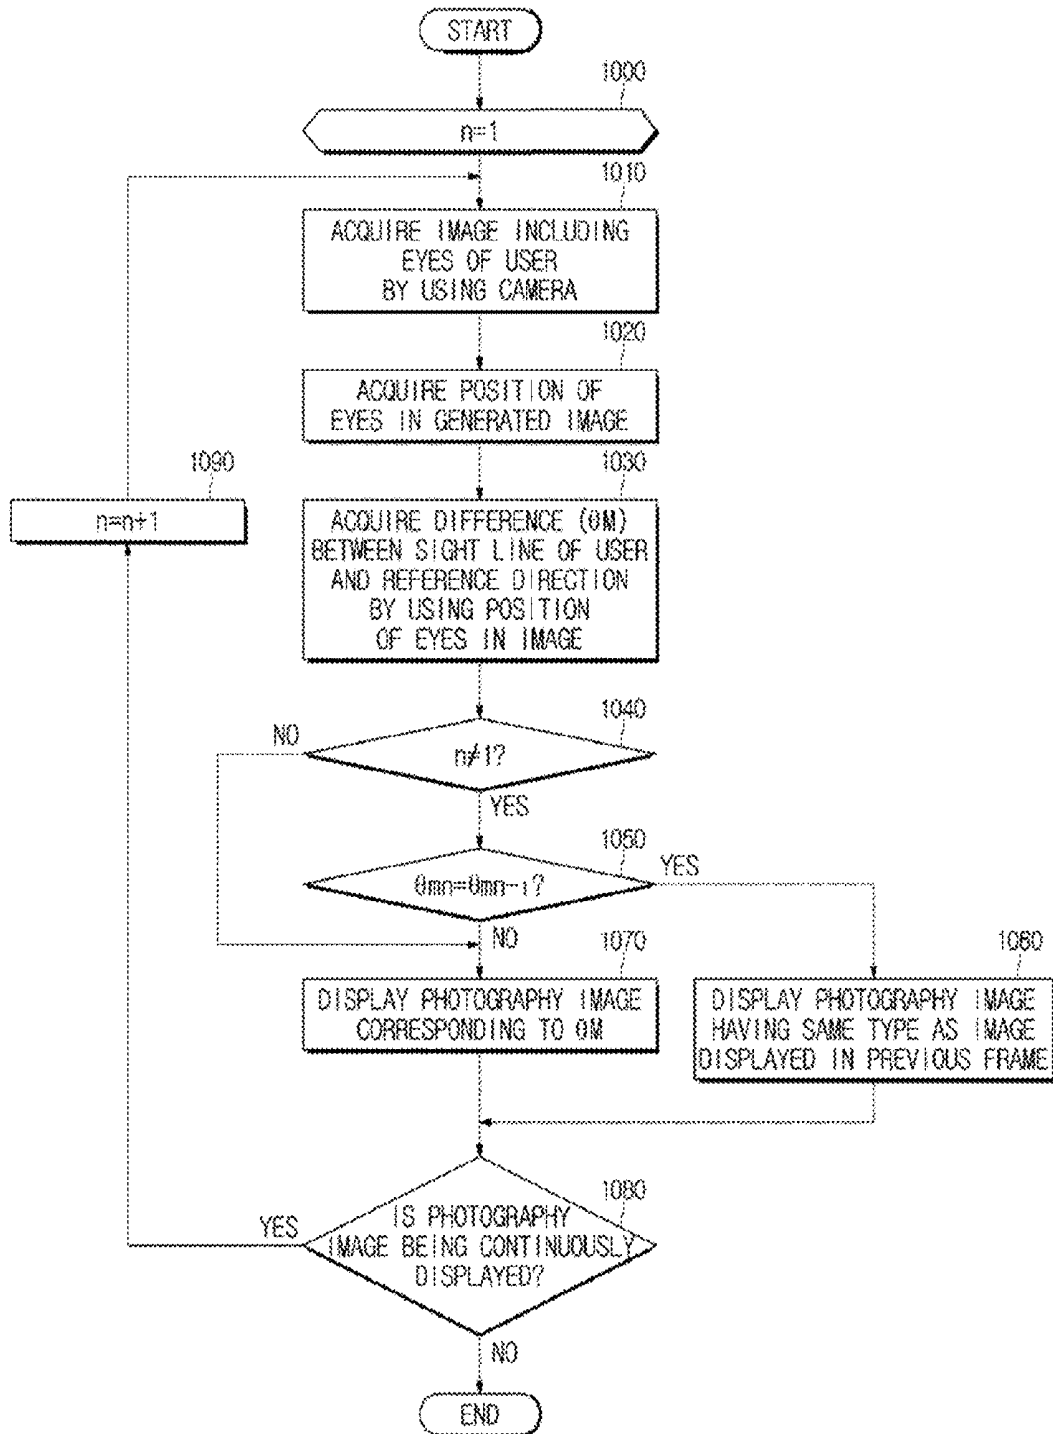 START
1000
n=1
1010
ACQUIRE IMAGE INCLUDING
EYES OF USER
BY USING CAMERA
1020
ACQUIRE POSITION OF
EYES IN GENERATED IMAGE
1090
n=n+1
1030
ACQUIRE DIFFERENCE (θM)
BETWEEN SIGHT LINE OF USER
AND REFERENCE DIRECTION
BY USING POSITION
OF EYES IN IMAGE
1040
NO
n≠1?
YES
1050
θmn=θmn-1?
YES
NO
1070
DISPLAY PHOTOGRAPHY IMAGE
CORRESPONDING TO θM
1060
DISPLAY PHOTOGRAPHY IMAGE
HAVING SAME TYPE AS IMAGE
DISPLAYED IN PREVIOUS FRAME
1080
YES
IS PHOTOGRAPHY
IMAGE BEING CONTINUOUSLY
DISPLAYED?
NO
END